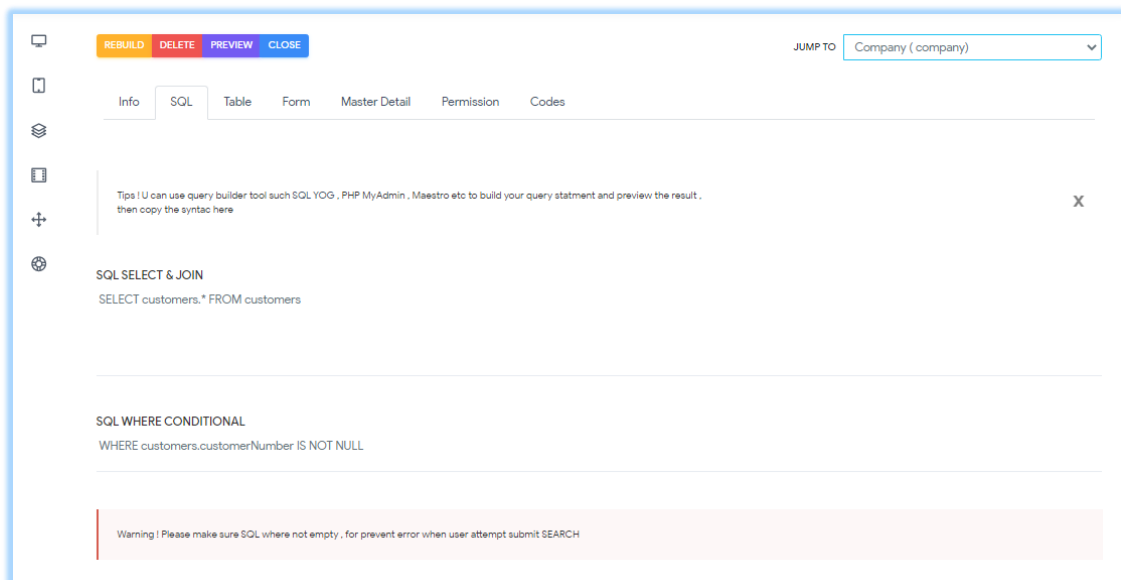 REBUILD DELETE PREVIEW CLOSE
JUMP TO Company ( company)
Info SQL Table Form Master Detail Permission Codes
Tips ! U can use query builder tool such SQL YOG , PHP MyAdmin , Maestro etc to build your query statment and preview the result ,
then copy the syntac here
X
SQL SELECT & JOIN
SELECT customers.* FROM customers
SQL WHERE CONDITIONAL
WHERE customers.customerNumber IS NOT NULL
Warning ! Please make sure SQL where not empty , for prevent error when user attempt submit SEARCH